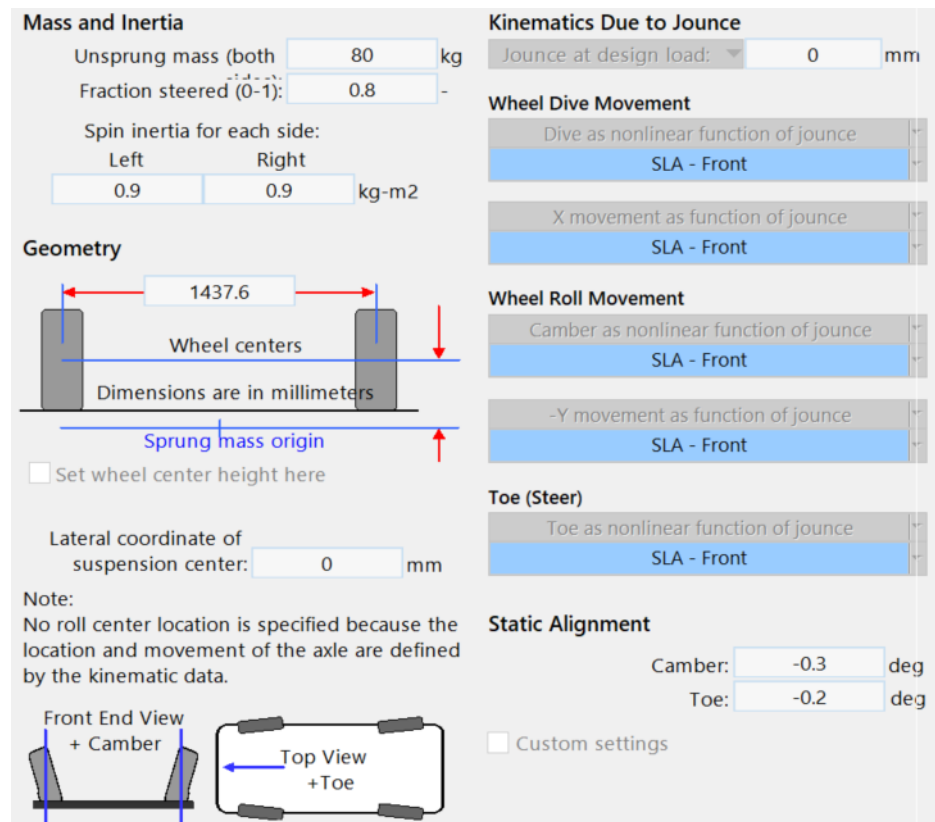 Mass and Inertia
Unsprung mass (both
80
kg
sides):
Fraction steered (0-1):
0.8
-
Spin inertia for each side:
Left
Right
0.9
0.9
kg-m2
Geometry
1437.6
Wheel centers
Dimensions are in millimeters
Sprung mass origin
Set wheel center height here
Lateral coordinate of
suspension center:
0
mm
Note:
No roll center location is specified because the
location and movement of the axle are defined
by the kinematic data.
Front End View
+ Camber
Top View
+Toe
Kinematics Due to Jounce
Jounce at design load:
0
mm
Wheel Dive Movement
Dive as nonlinear function of jounce
SLA - Front
X movement as function of jounce
SLA - Front
Wheel Roll Movement
Camber as nonlinear function of jounce
SLA - Front
-Y movement as function of jounce
SLA - Front
Toe (Steer)
Toe as nonlinear function of jounce
SLA - Front
Static Alignment
Camber:
-0.3
deg
Toe:
-0.2
deg
Custom settings